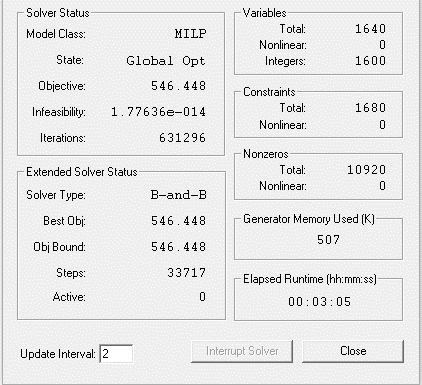 Solver Status
Model Class: MILP
State: Global Opt
Objective: 546.448
Infeasibility: 1.77636e-014
Iterations: 631296
Extended Solver Status
Solver Type: B-and-B
Best Obj: 546.448
Obj Bound: 546.448
Steps: 33717
Active: 0
Variables
Total: 1640
Nonlinear: 0
Integers: 1600
Constraints
Total: 1680
Nonlinear: 0
Nonzeros
Total: 10920
Nonlinear: 0
Generator Memory Used (K)
507
Elapsed Runtime (hh:mm:ss)
00:03:05
Update Interval: 2
Interrupt Solver
Close